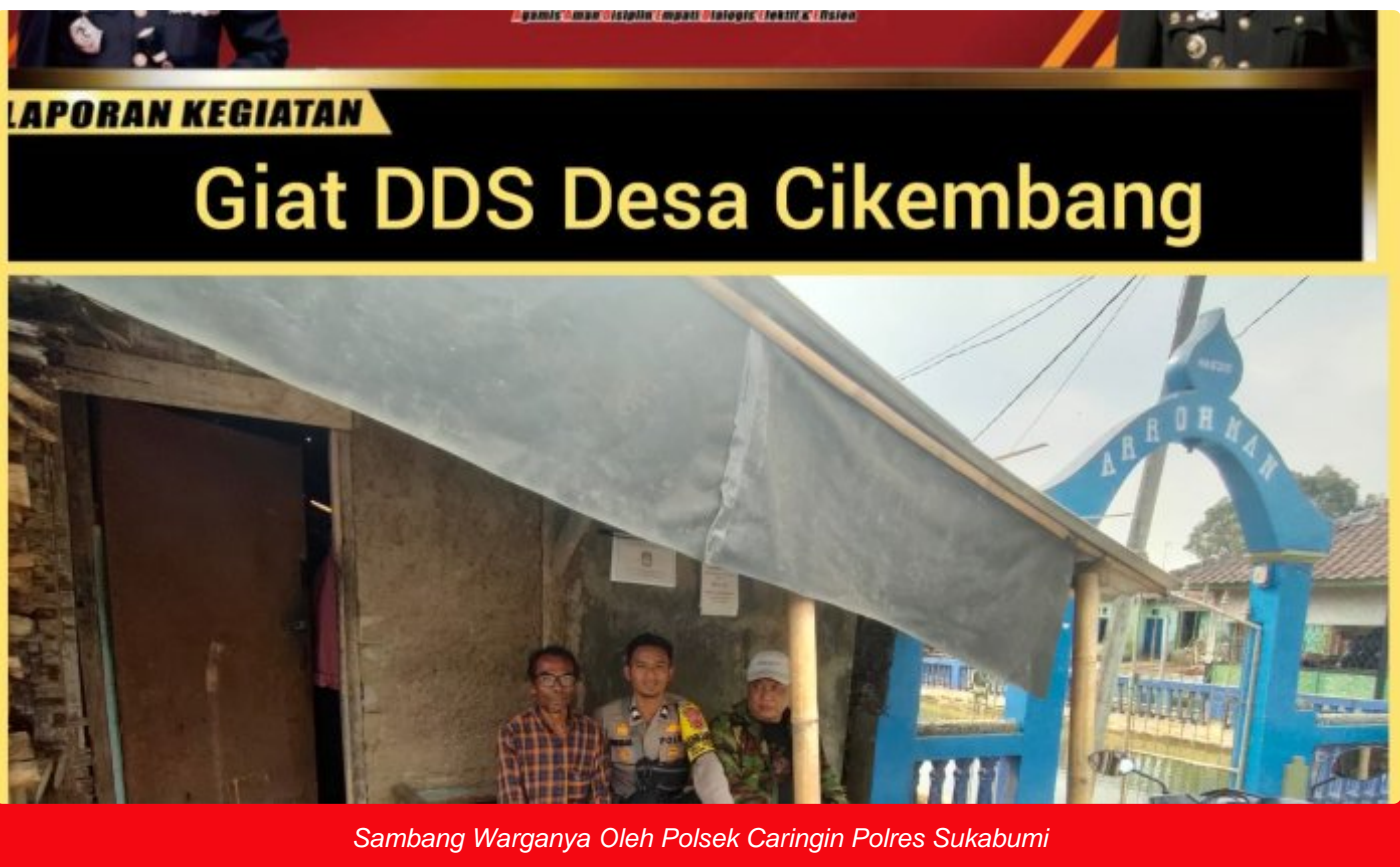 LAPORAN KEGIATAN
Giat DDS Desa Cikembang
ARROHMAN
Sambang Warganya Oleh Polsek Caringin Polres Sukabumi